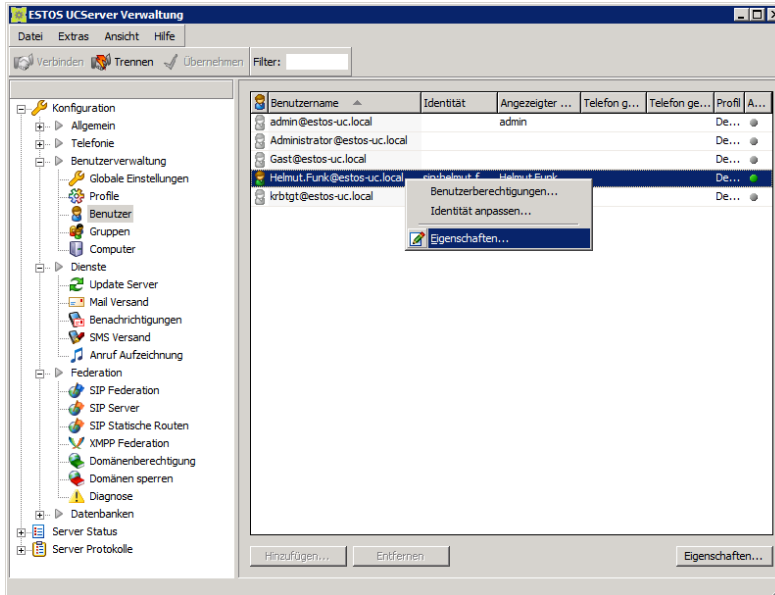 ESTOS UCServer Verwaltung
Datei Extras Ansicht Hilfe
Verbinden Trennen Übernehmen Filter:
Konfiguration
Allgemein
Telefonie
Benutzerverwaltung
Globale Einstellungen
Profile
Benutzer
Gruppen
Computer
Dienste
Update Server
Mail Versand
Benachrichtigungen
SMS Versand
Anruf Aufzeichnung
Federation
SIP Federation
SIP Server
SIP Statische Routen
XMPP Federation
Domänenberechtigung
Domänen sperren
Diagnose
Datenbanken
Server Status
Server Protokolle
Benutzername Identität Angezeigter ... Telefon g... Telefon ge... Profil A...
admin@estos-uc.local admin De...
Administrator@estos-uc.local De...
Gast@estos-uc.local De...
Helmut.Funk@estos-uc.local sip:helmut.f... Helmut Funk De...
krbtgt@estos-uc.local De...
Benutzerberechtigungen...
Identität anpassen...
Eigenschaften...
Hinzufügen... Entfernen Eigenschaften...